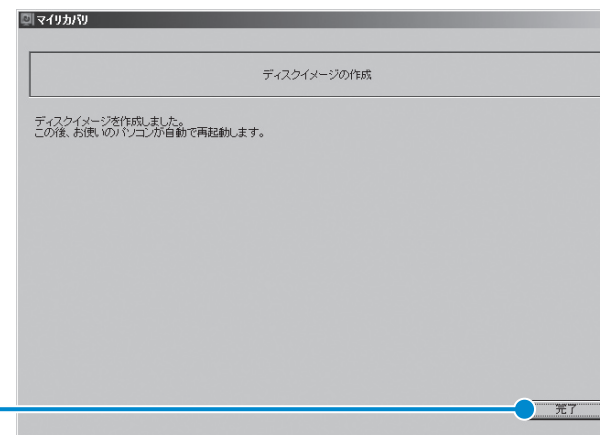 マイリカバリ
ディスクイメージの作成
ディスクイメージを作成しました。
この後、お使いのパソコンが自動で再起動します。
完了